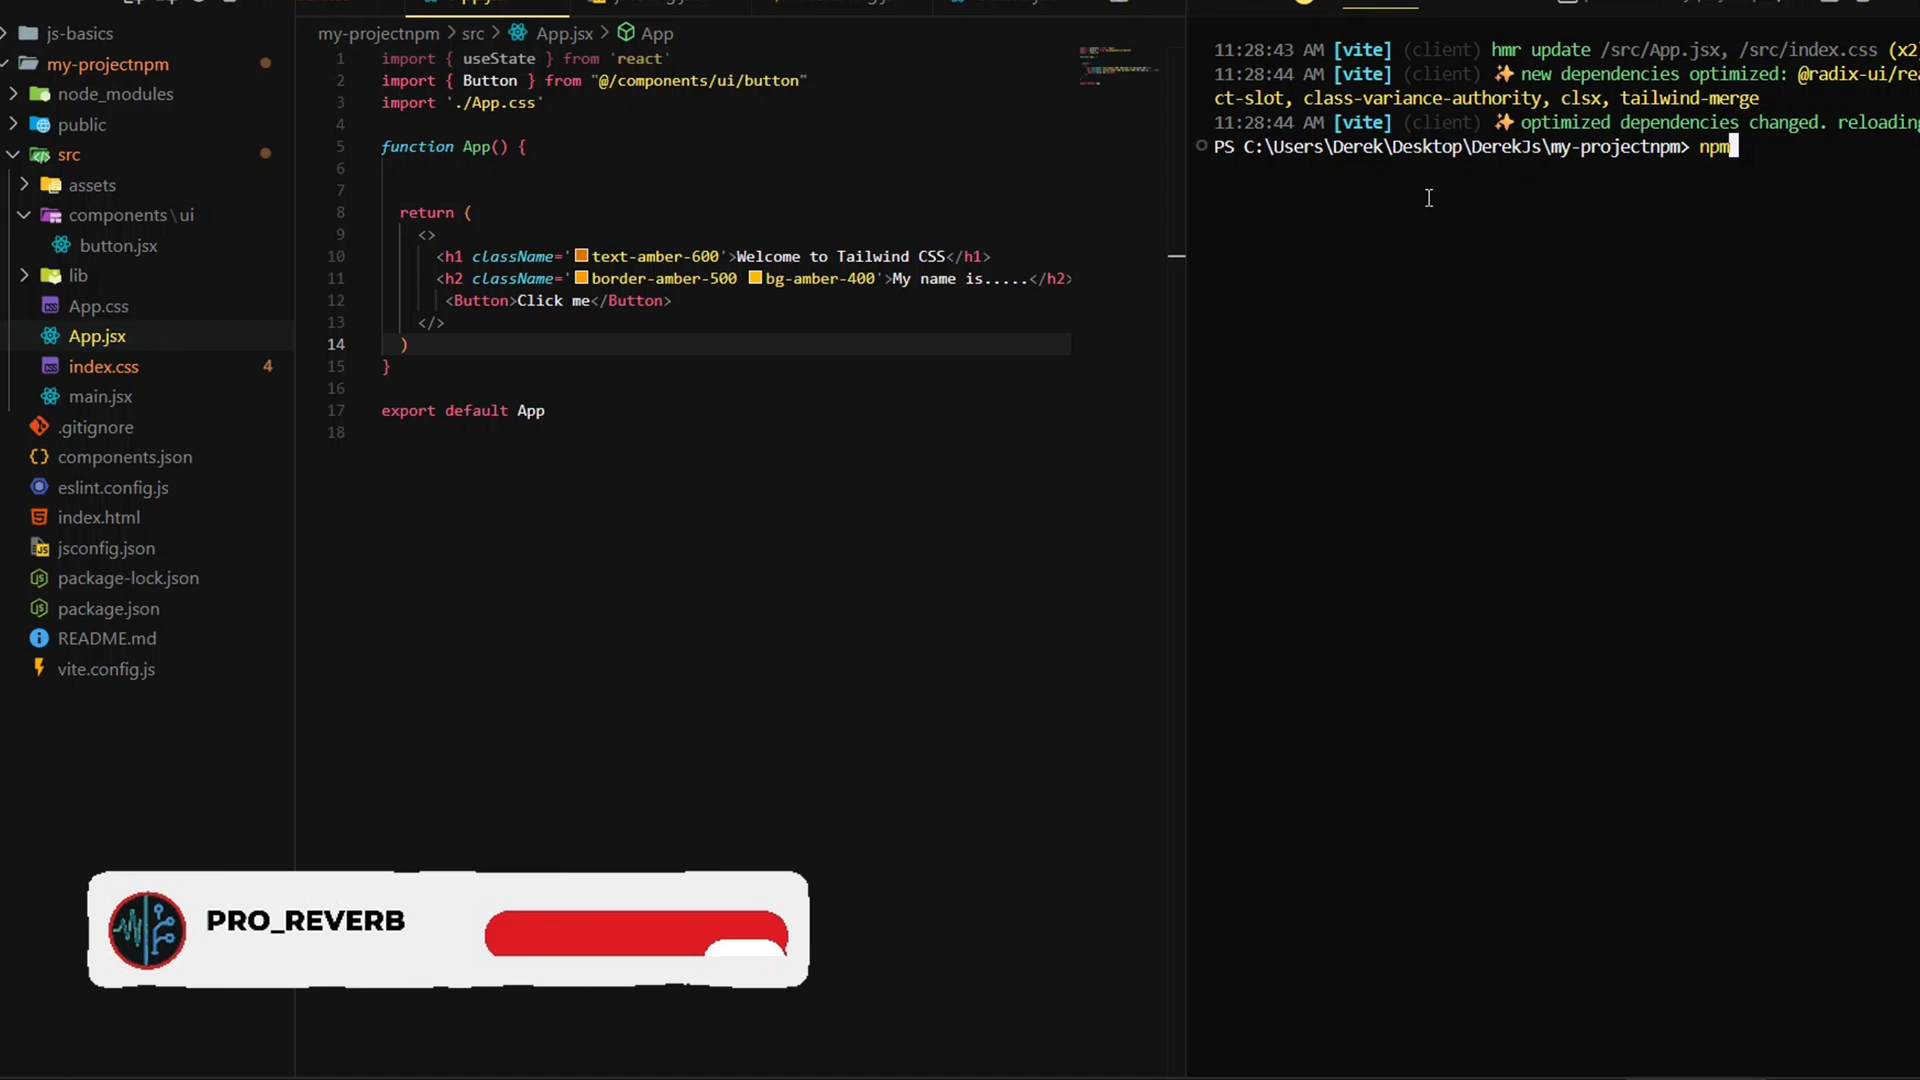 js-basics
my-projectnpm
node_modules
public
src
assets
components\ui
button.jsx
lib
App.css
App.jsx
index.css 4
main.jsx
.gitignore
components.json
eslint.config.js
index.html
jsconfig.json
package-lock.json
package.json
README.md
vite.config.js
my-projectnpm > src > App.jsx > App
1 import { useState } from 'react'
2 import { Button } from "@/components/ui/button"
3 import './App.css'
4
5 function App() {
6
7
8 return (
9 <>
10 <h1 className='text-amber-600'>Welcome to Tailwind CSS</h1>
11 <h2 className='border-amber-500 bg-amber-400'>My name is.....</h2>
12 <Button>Click me</Button>
13 </>
14 )
15 }
16
17 export default App
18
11:28:43 AM [vite] (client) hmr update /src/App.jsx, /src/index.css (x2
11:28:44 AM [vite] (client) ✨ new dependencies optimized: @radix-ui/rea
ct-slot, class-variance-authority, clsx, tailwind-merge
11:28:44 AM [vite] (client) ✨ optimized dependencies changed. reloading
PS C:\Users\Derek\Desktop\DerekJs\my-projectnpm> npm
PRO_REVERB